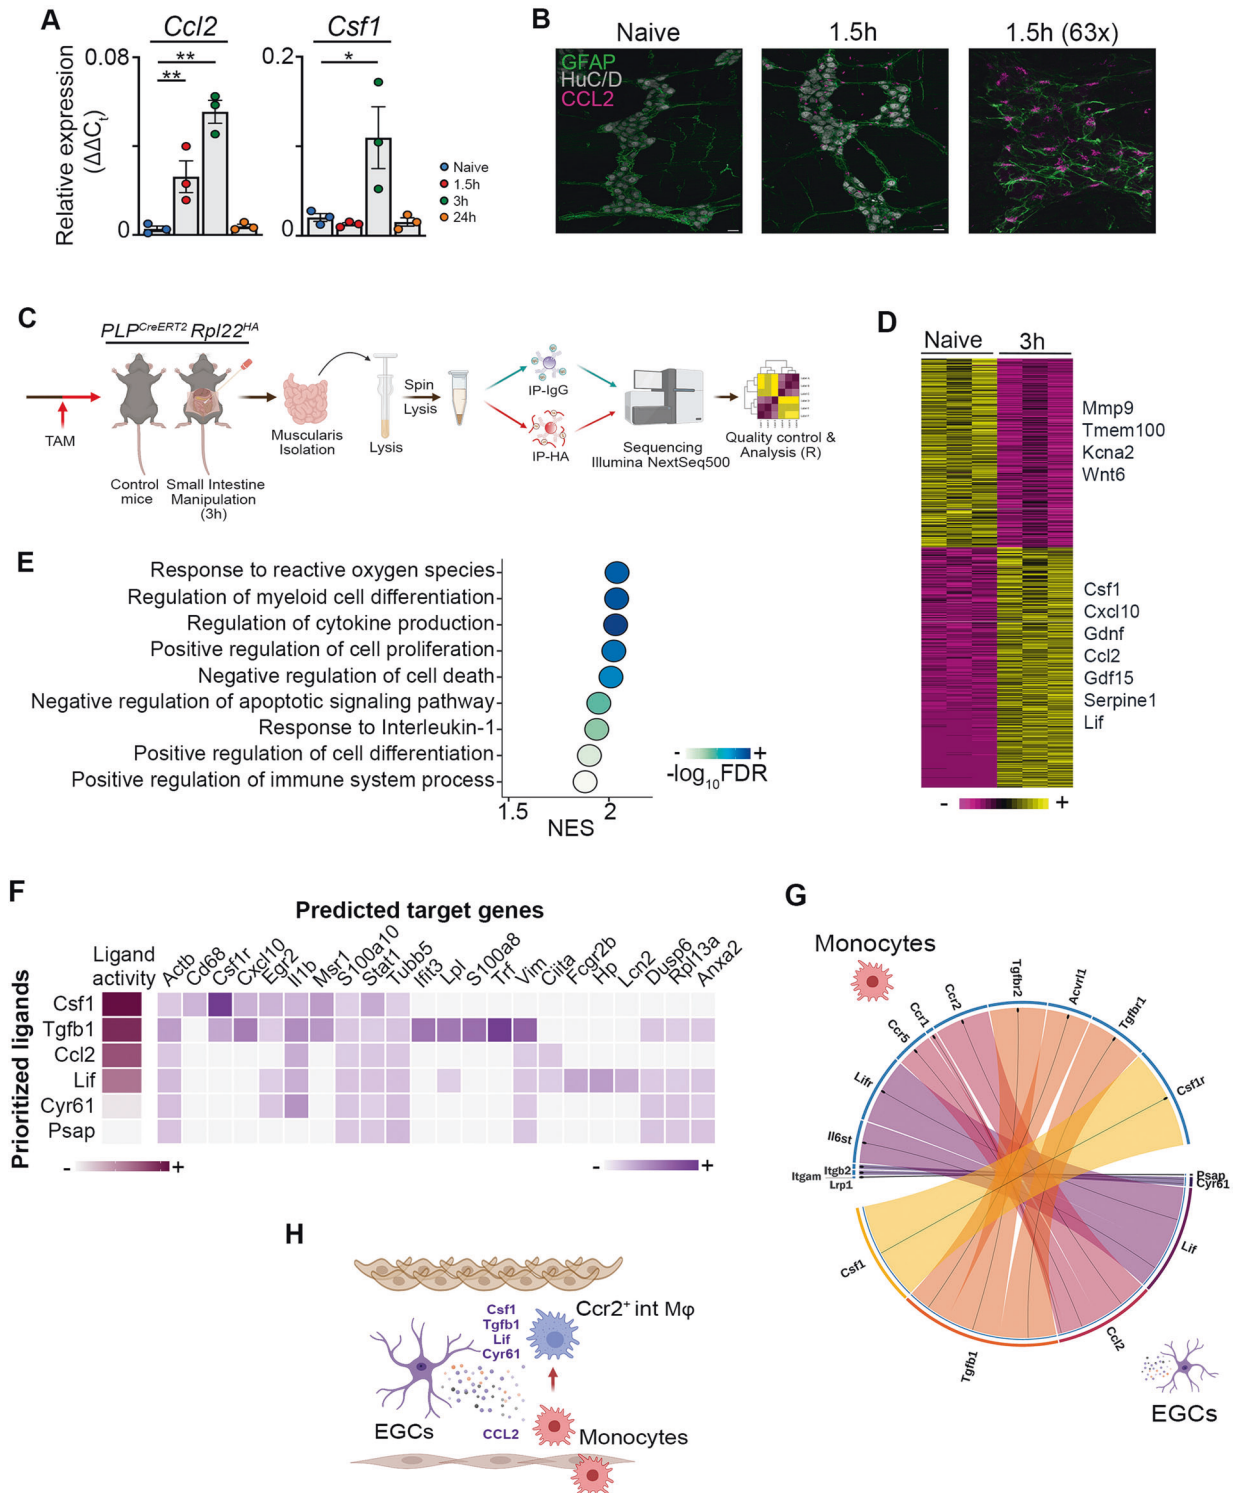 A
Ccl2
Csf1
Relative expression
(ΔΔCt)
0.08
0
**
**
0.2
0
*
Naive
1.5h
3h
24h
B
Naive
1.5h
1.5h (63x)
GFAP
HuC/D
CCL2
C
PLPCreERT2 Rpl22HA
TAM
Control
mice
Small Intestine
Manipulation
(3h)
Muscularis
Isolation
Lysis
Spin
Lysis
IP-IgG
IP-HA
Sequencing
Illumina NextSeq500
Quality control &
Analysis (R)
D
Naive
3h
Mmp9
Tmem100
Kcna2
Wnt6
Csf1
Cxcl10
Gdnf
Ccl2
Gdf15
Serpine1
Lif
- +
E
Response to reactive oxygen species
Regulation of myeloid cell differentiation
Regulation of cytokine production
Positive regulation of cell proliferation
Negative regulation of cell death
Negative regulation of apoptotic signaling pathway
Response to Interleukin-1
Positive regulation of cell differentiation
Positive regulation of immune system process
1.5
2
NES
- +
-log10FDR
F
Predicted target genes
Ligand
activity
Actb
Cd68
Csf1r
Cxcl10
Egr2
Il1b
Msr1
S100a10
Stat1
Tubb5
Ifit3
Lpl
S100a8
Trf
Vim
Ciita
Fcgr2b
Hp
Lcn2
Dusp6
Rpl13a
Anxa2
Prioritized ligands
Csf1
Tgfb1
Ccl2
Lif
Cyr61
Psap
- +
- +
G
Monocytes
Tgfbr2
Acvrl1
Tgfbr1
Csf1r
Ccr2
Ccr1
Ccr5
Lifr
Il6st
Itgb2
Itgam
Lrp1
Psap
Cyr61
Lif
Ccl2
Tgfb1
Csf1
EGCs
H
Csf1
Tgfb1
Lif
Cyr61
Ccr2+ int Mφ
EGCs
CCL2
Monocytes